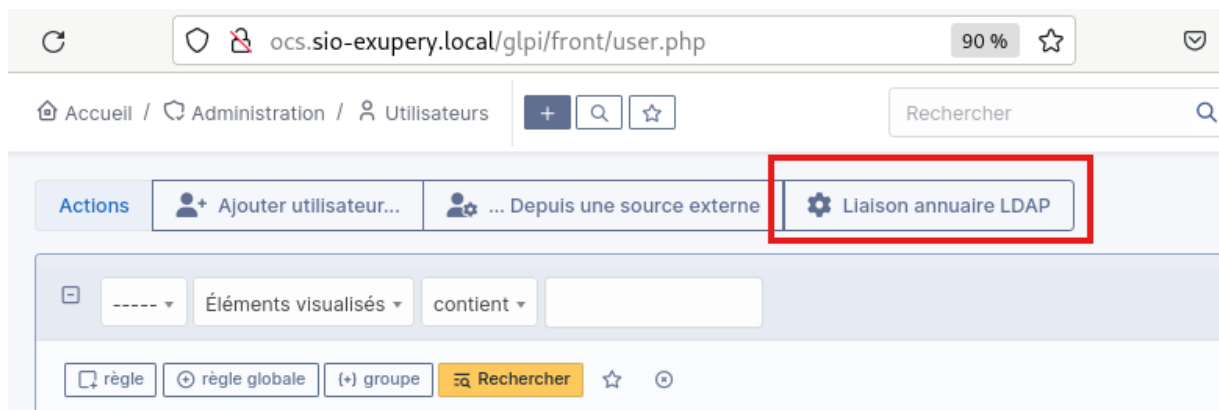 ocs.sio-exupery.local/glpi/front/user.php 90 %
Accueil / Administration / Utilisateurs + Rechercher
Actions Ajouter utilisateur... ... Depuis une source externe Liaison annuaire LDAP
----- Éléments visualisés contient
règle règle globale {+} groupe Rechercher